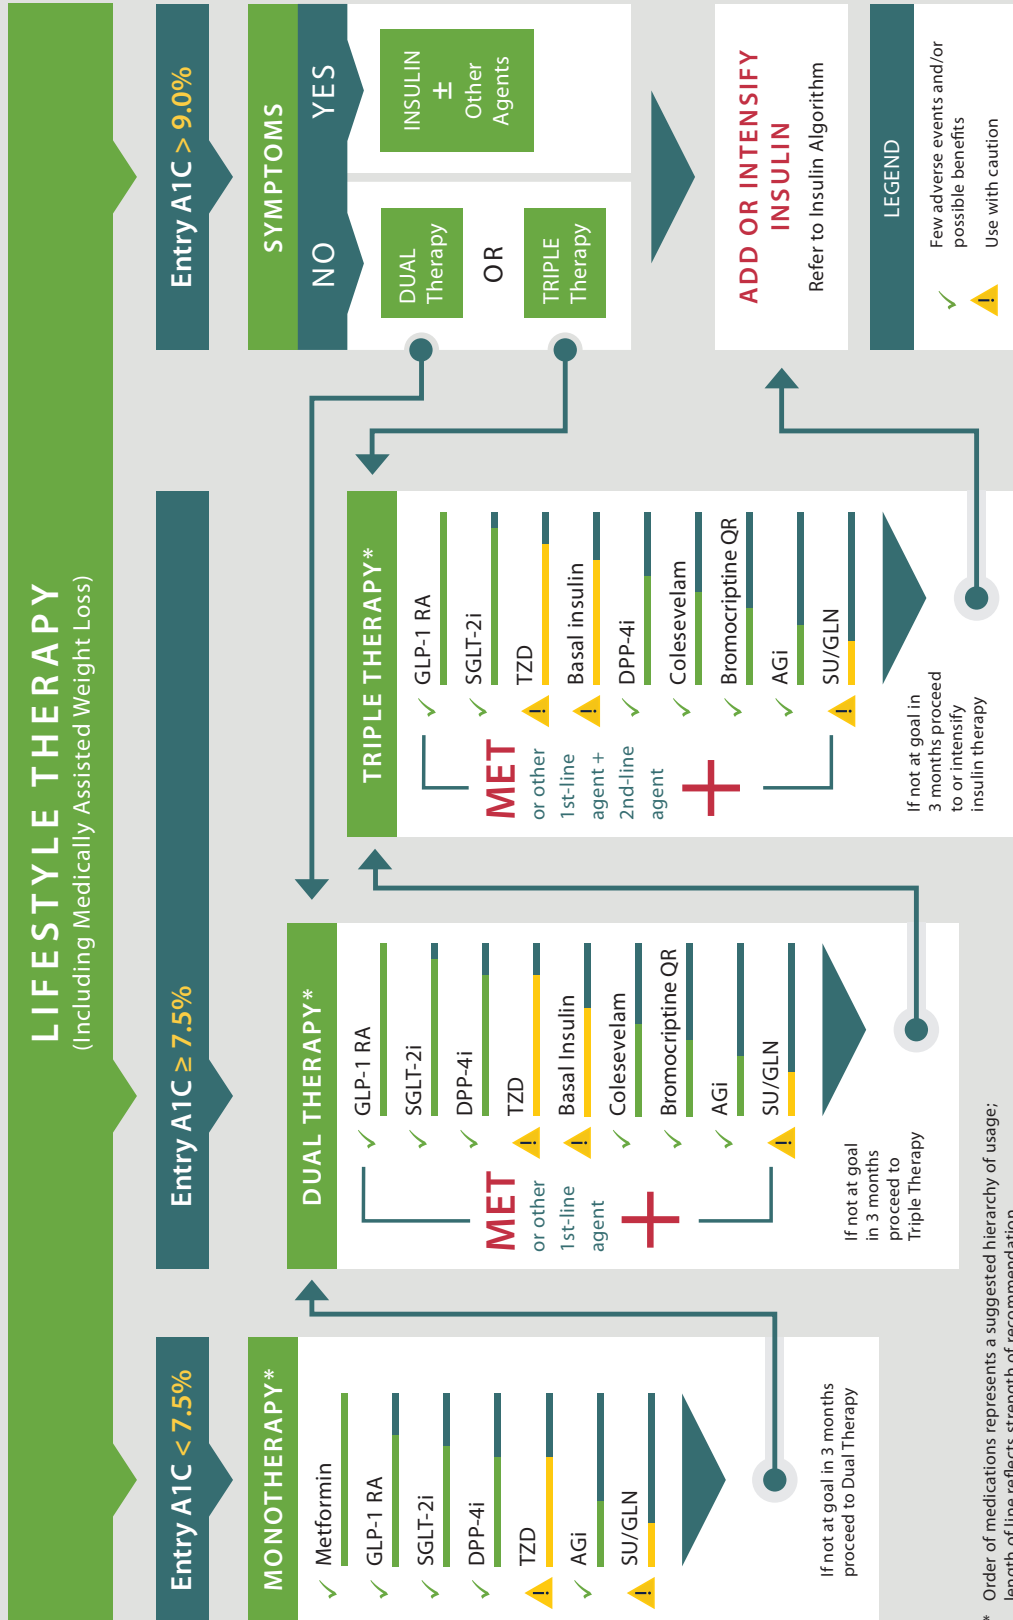 LIFESTYLE THERAPY
(Including Medically Assisted Weight Loss)
Entry A1C < 7.5%
MONOTHERAPY*
Metformin
GLP-1 RA
SGLT-2i
DPP-4i
TZD
AGi
SU/GLN
If not at goal in 3 months
proceed to Dual Therapy
Entry A1C ≥ 7.5%
DUAL THERAPY*
MET
or other
1st-line
agent
+
GLP-1 RA
SGLT-2i
DPP-4i
TZD
Basal Insulin
Colesevelam
Bromocriptine QR
AGi
SU/GLN
If not at goal
in 3 months
proceed to
Triple Therapy
TRIPLE THERAPY*
MET
or other
1st-line
agent +
2nd-line
agent
+
GLP-1 RA
SGLT-2i
TZD
Basal insulin
DPP-4i
Colesevelam
Bromocriptine QR
AGi
SU/GLN
If not at goal in
3 months proceed
to or intensify
insulin therapy
Entry A1C > 9.0%
SYMPTOMS
NO
YES
DUAL
Therapy
OR
TRIPLE
Therapy
INSULIN
±
Other
Agents
ADD OR INTENSIFY
INSULIN
Refer to Insulin Algorithm
LEGEND
Few adverse events and/or
possible benefits
Use with caution
* Order of medications represents a suggested hierarchy of usage;
length of line reflects strength of recommendation